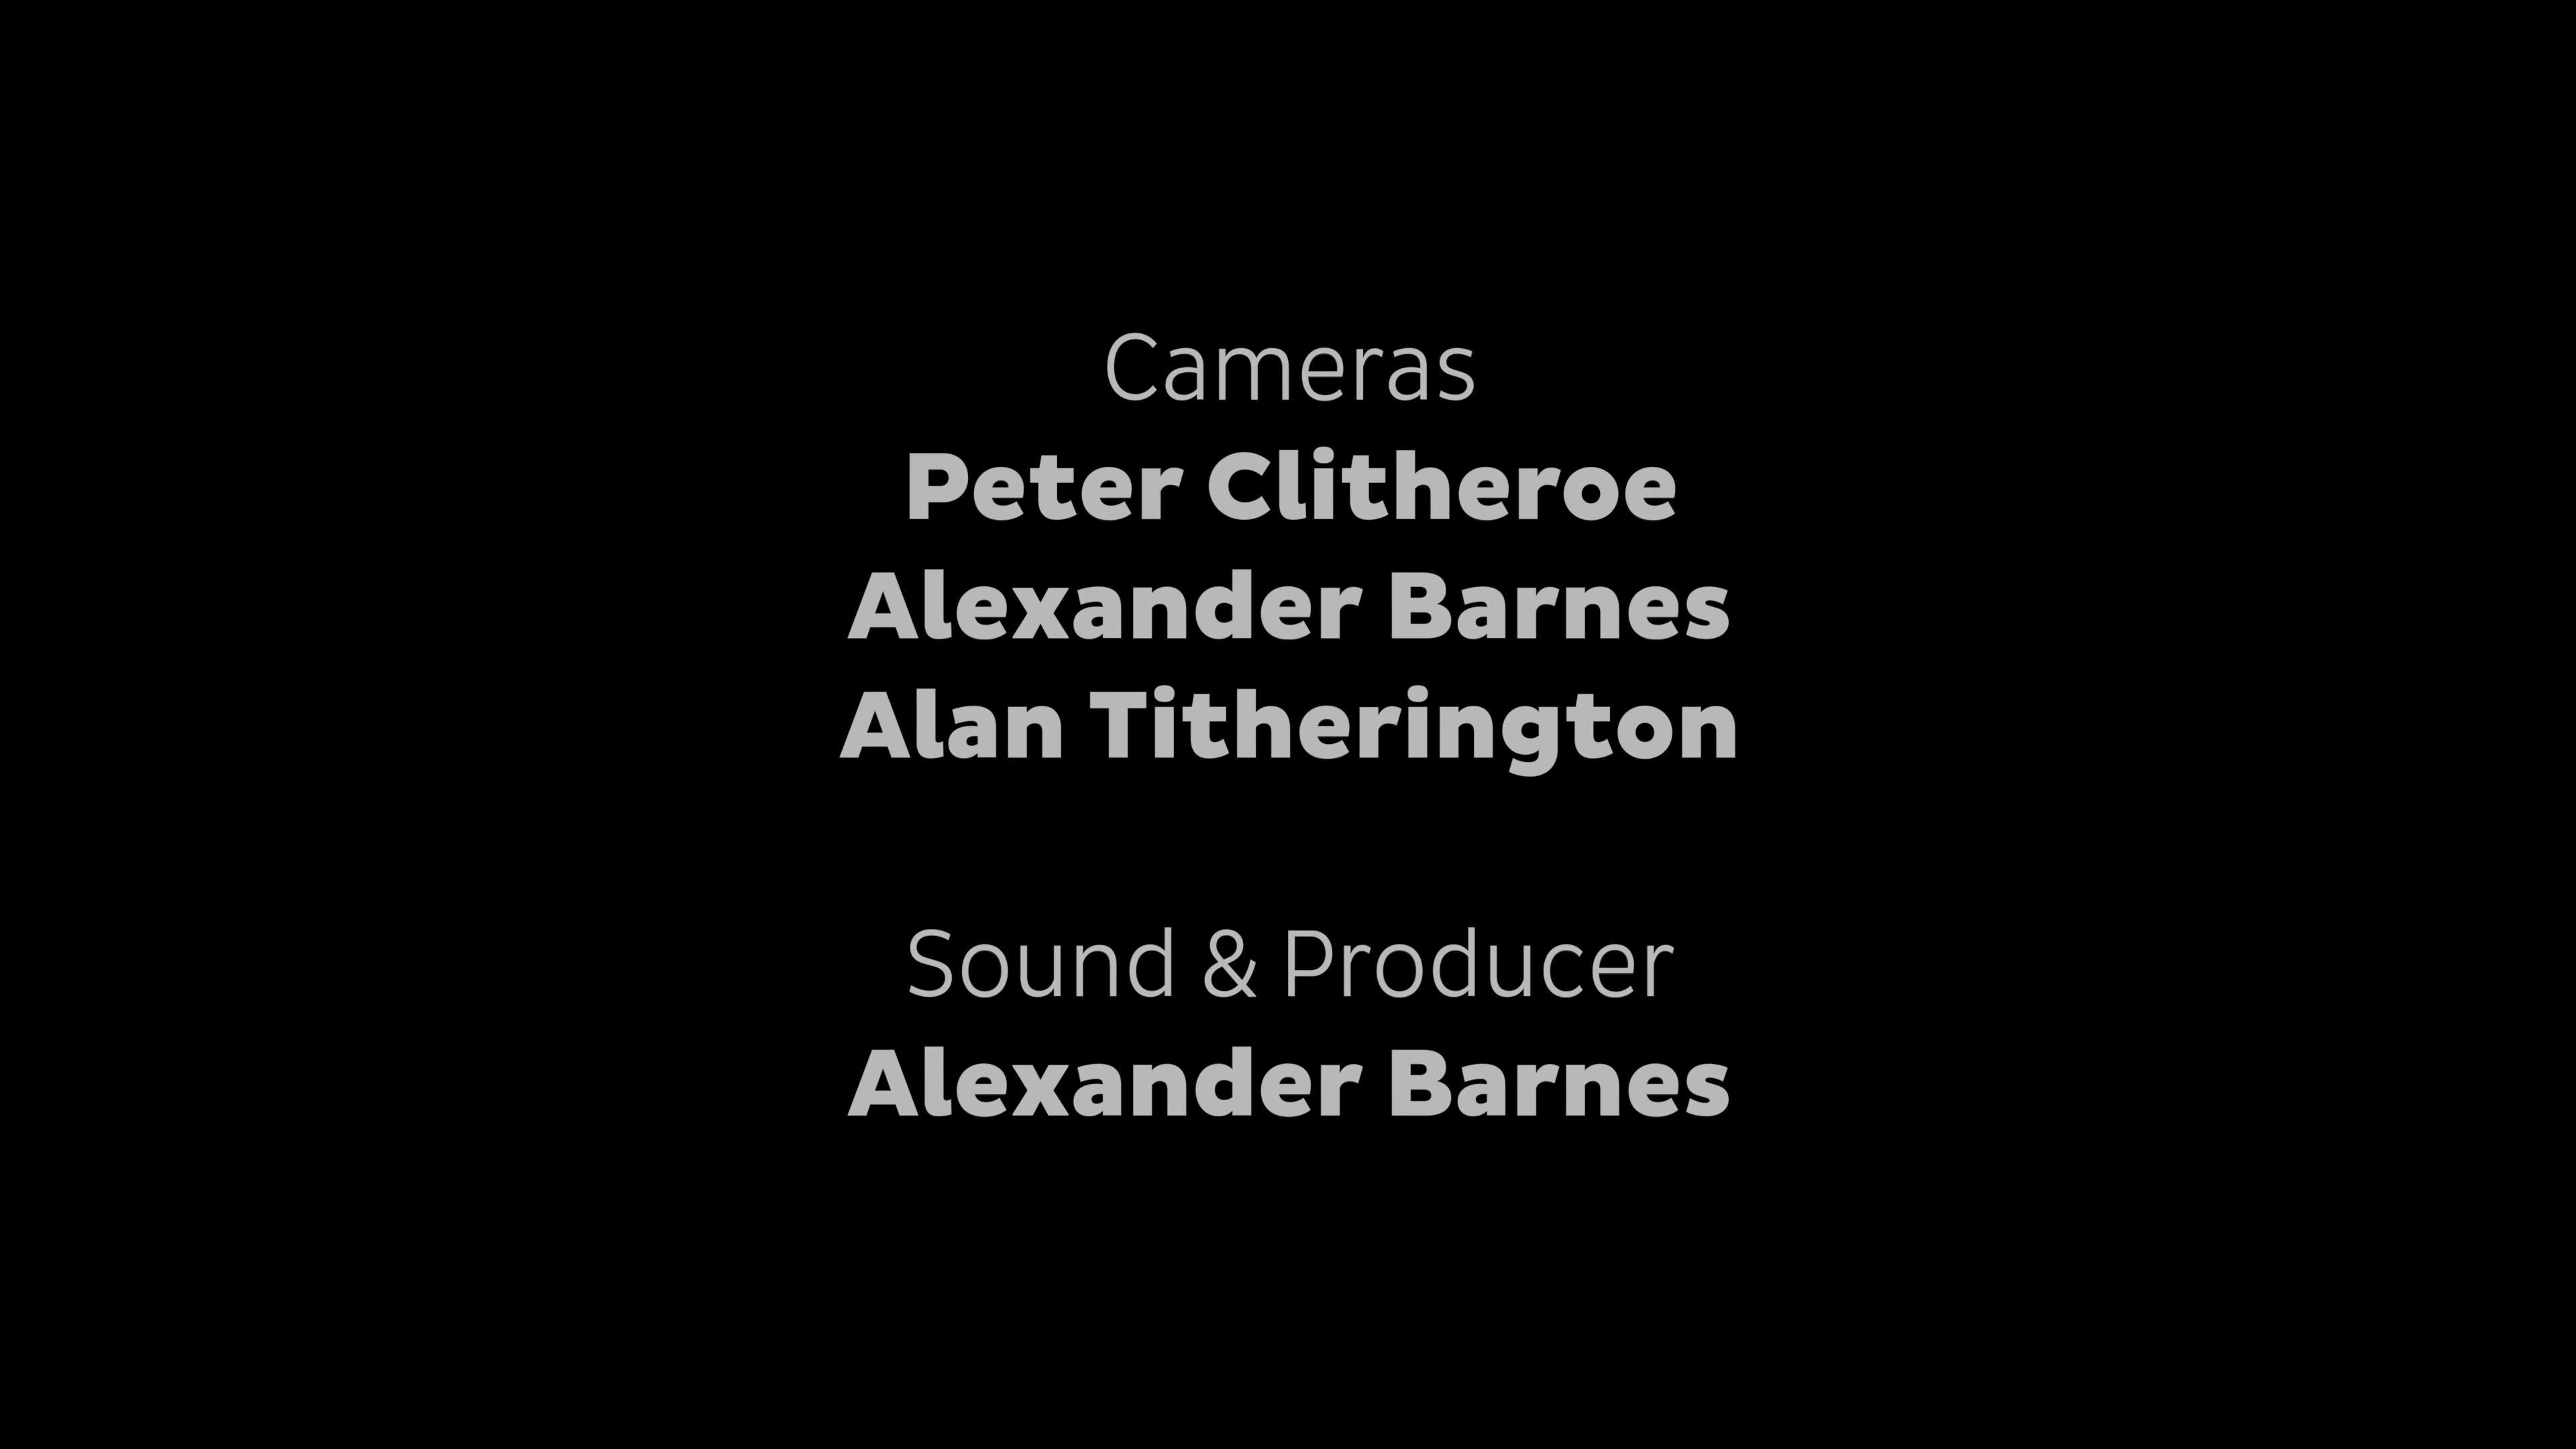 Cameras
Peter Clitheroe
Alexander Barnes
Alan Titherington
Sound & Producer
Alexander Barnes